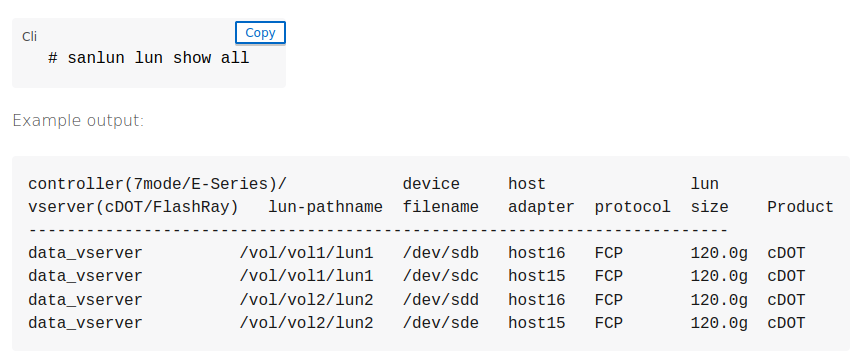 Cli
Copy
# sanlun lun show all
Example output:
controller(7mode/E-Series)/            device     host               lun
vserver(cDOT/FlashRay)   lun-pathname  filename   adapter  protocol  size    Product
-------------------------------------------------------------------------
data_vserver          /vol/vol1/lun1   /dev/sdb   host16   FCP       120.0g  cDOT
data_vserver          /vol/vol1/lun1   /dev/sdc   host15   FCP       120.0g  cDOT
data_vserver          /vol/vol2/lun2   /dev/sdd   host16   FCP       120.0g  cDOT
data_vserver          /vol/vol2/lun2   /dev/sde   host15   FCP       120.0g  cDOT